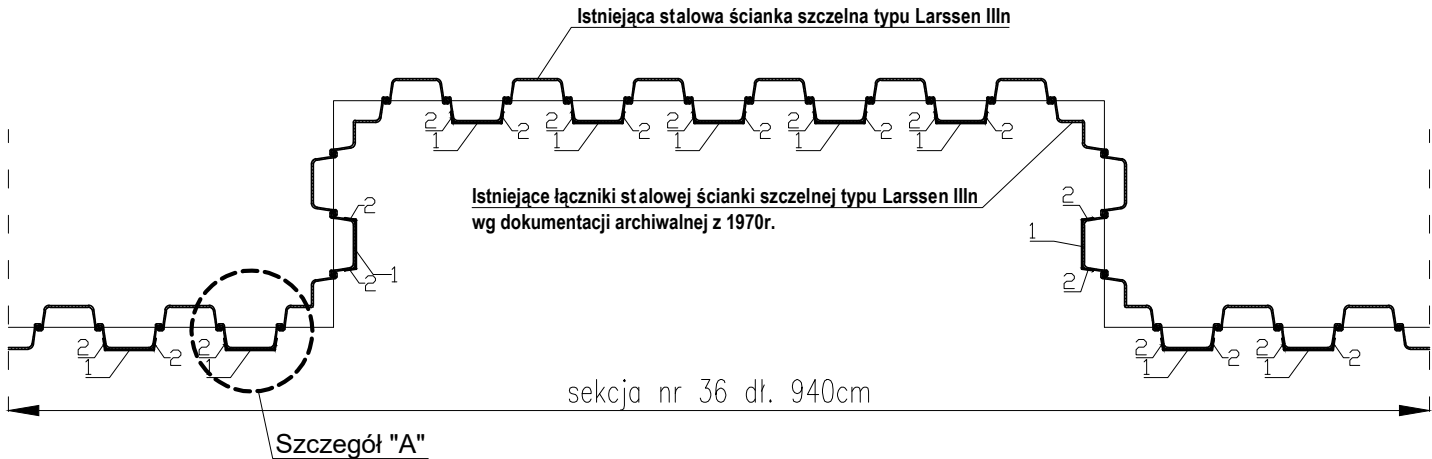 Istniejąca stalowa ścianka szczelna typu Larssen IIIn
2 1 2 2 1 2 2 1 2 2 1 2 2 1 2
Istniejące łączniki stalowej ścianki szczelnej typu Larssen IIIn
wg dokumentacji archiwalnej z 1970r.
2 1 2
2 1 2
2 1 2 2 1
2 1 2 2 1 2
sekcja nr 36 dł. 940cm
Szczegół "A"